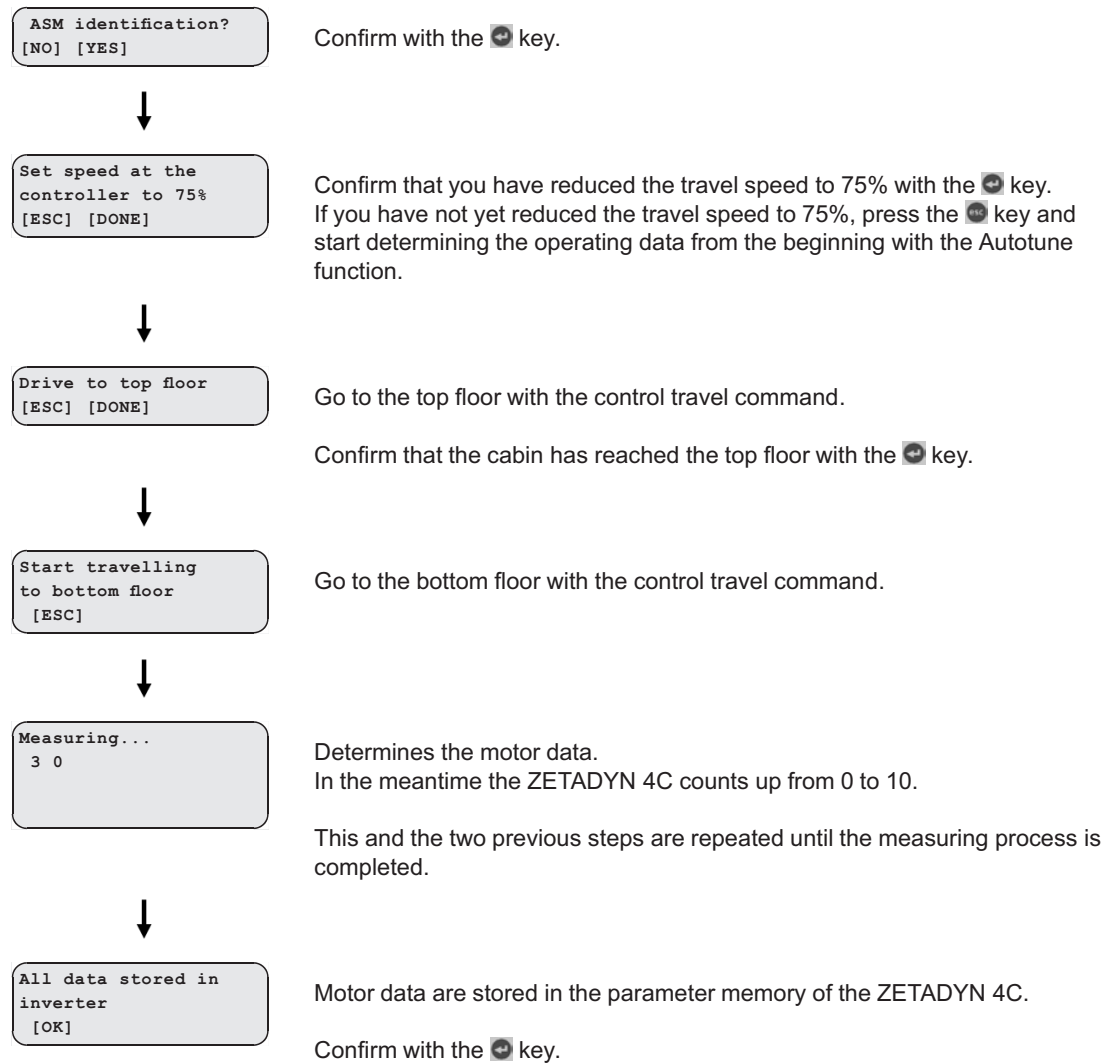 ASM identification?
[NO] [YES]
Confirm with the key.
Set speed at the
controller to 75%
[ESC] [DONE]
Confirm that you have reduced the travel speed to 75% with the key.
If you have not yet reduced the travel speed to 75%, press the esc key and
start determining the operating data from the beginning with the Autotune
function.
Drive to top floor
[ESC] [DONE]
Go to the top floor with the control travel command.
Confirm that the cabin has reached the top floor with the key.
Start travelling
to bottom floor
[ESC]
Go to the bottom floor with the control travel command.
Measuring...
3 0
Determines the motor data.
In the meantime the ZETADYN 4C counts up from 0 to 10.
This and the two previous steps are repeated until the measuring process is
completed.
All data stored in
inverter
[OK]
Motor data are stored in the parameter memory of the ZETADYN 4C.
Confirm with the key.